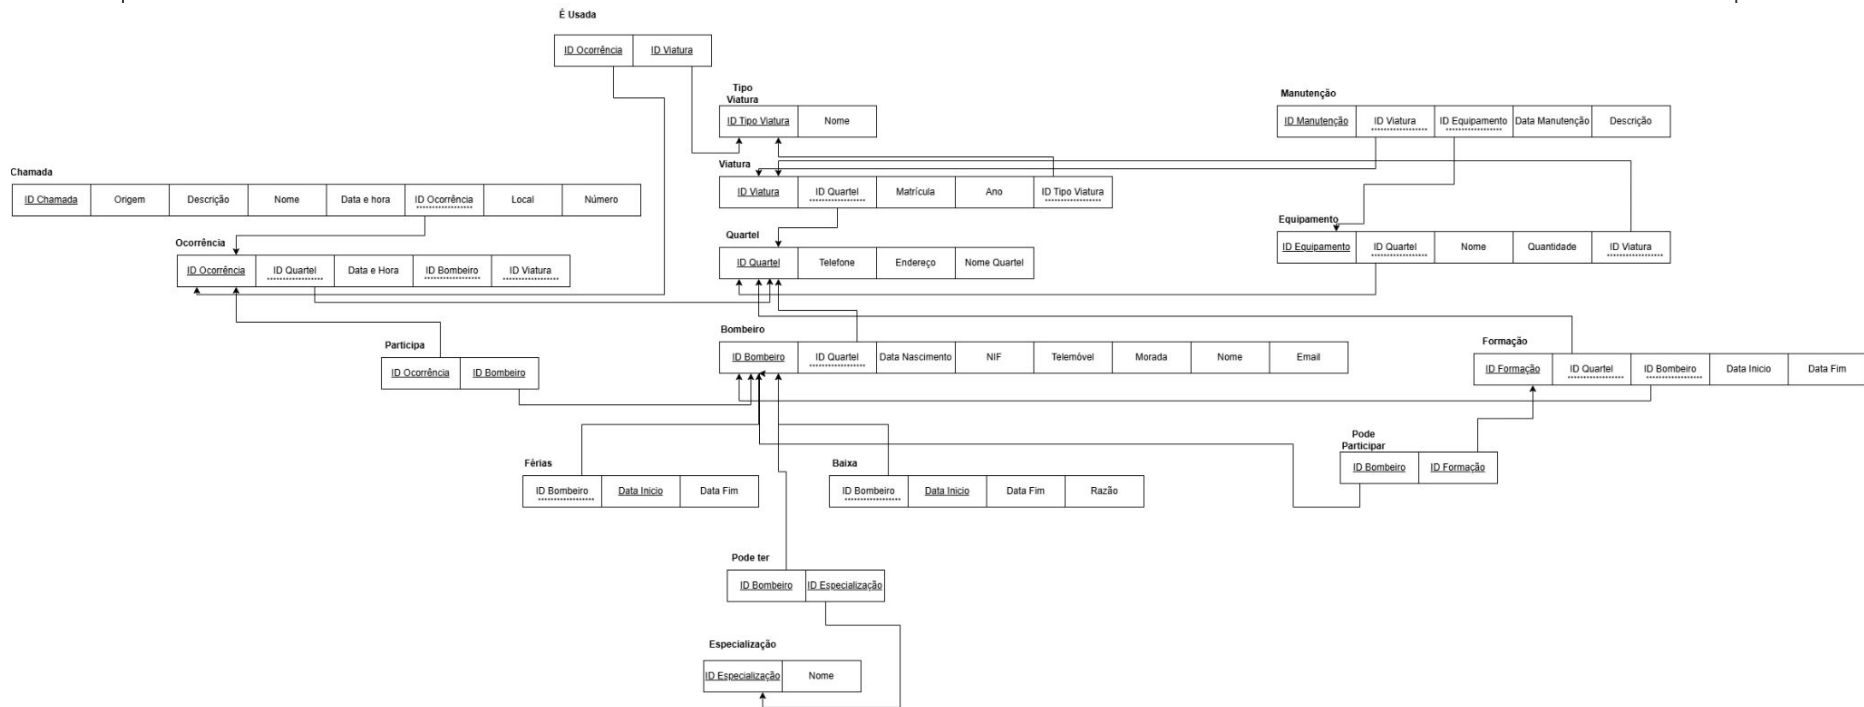 É Usada
ID Ocorrência ID Viatura
Tipo
Viatura
ID Tipo Viatura Nome
Manutenção
ID Manutenção ID Viatura ID Equipamento Data Manutenção Descrição
Chamada
ID Chamada Origem Descrição Nome Data e hora ID Ocorrência Local Número
Viatura
ID Viatura ID Quartel Matrícula Ano ID Tipo Viatura
Equipamento
ID Equipamento ID Quartel Nome Quantidade ID Viatura
Ocorrência
ID Ocorrência ID Quartel Data e Hora ID Bombeiro ID Viatura
Quartel
ID Quartel Telefone Endereço Nome Quartel
Bombeiro
ID Bombeiro ID Quartel Data Nascimento NIF Telemóvel Morada Nome Email
Participa
ID Ocorrência ID Bombeiro
Formação
ID Formação ID Quartel ID Bombeiro Data Inicio Data Fim
Pode
Participar
ID Bombeiro ID Formação
Férias
ID Bombeiro Data Inicio Data Fim
Baixa
ID Bombeiro Data Inicio Data Fim Razão
Pode ter
ID Bombeiro ID Especialização
Especialização
ID Especialização Nome